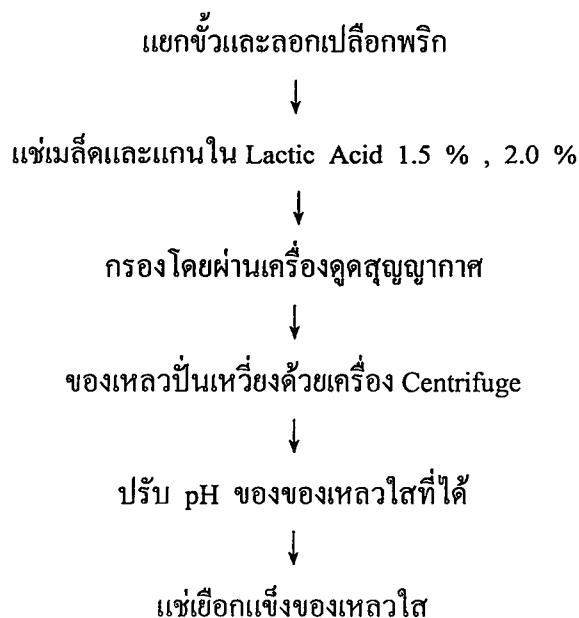 แยกขั้วและลอกเปลือกพริก
แช่เมล็ดและแกนใน Lactic Acid 1.5 % , 2.0 %
กรองโดยผ่านเครื่องดูดสุญญากาศ
ของเหลวปั่นเหวี่ยงด้วยเครื่อง Centrifuge
ปรับ pH ของของเหลวใสที่ได้
แช่เยือกแข็งของเหลวใส